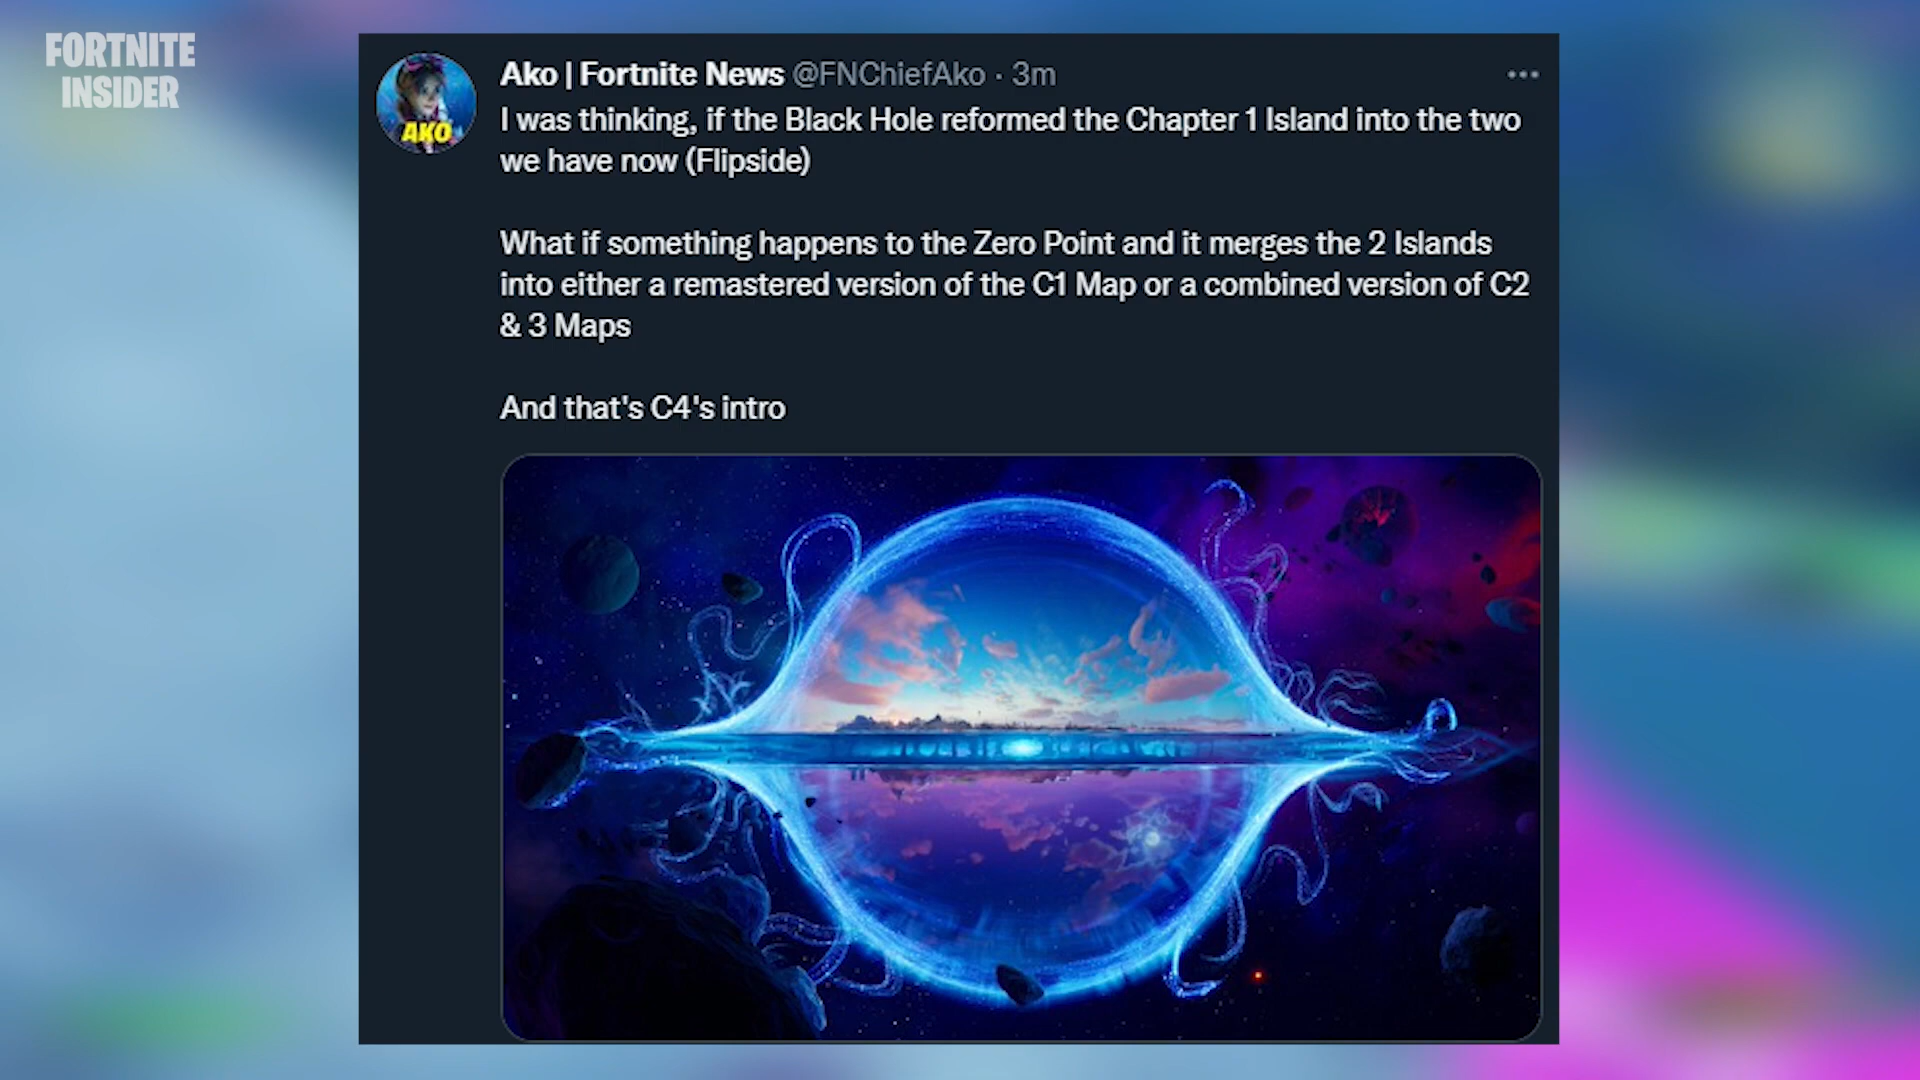 FORTNITE
INSIDER
Ako | Fortnite News @FNChiefAko · 3m
I was thinking, if the Black Hole reformed the Chapter 1 Island into the two
we have now (Flipside)
What if something happens to the Zero Point and it merges the 2 Islands
into either a remastered version of the C1 Map or a combined version of C2
& 3 Maps
And that's C4's intro
AKO